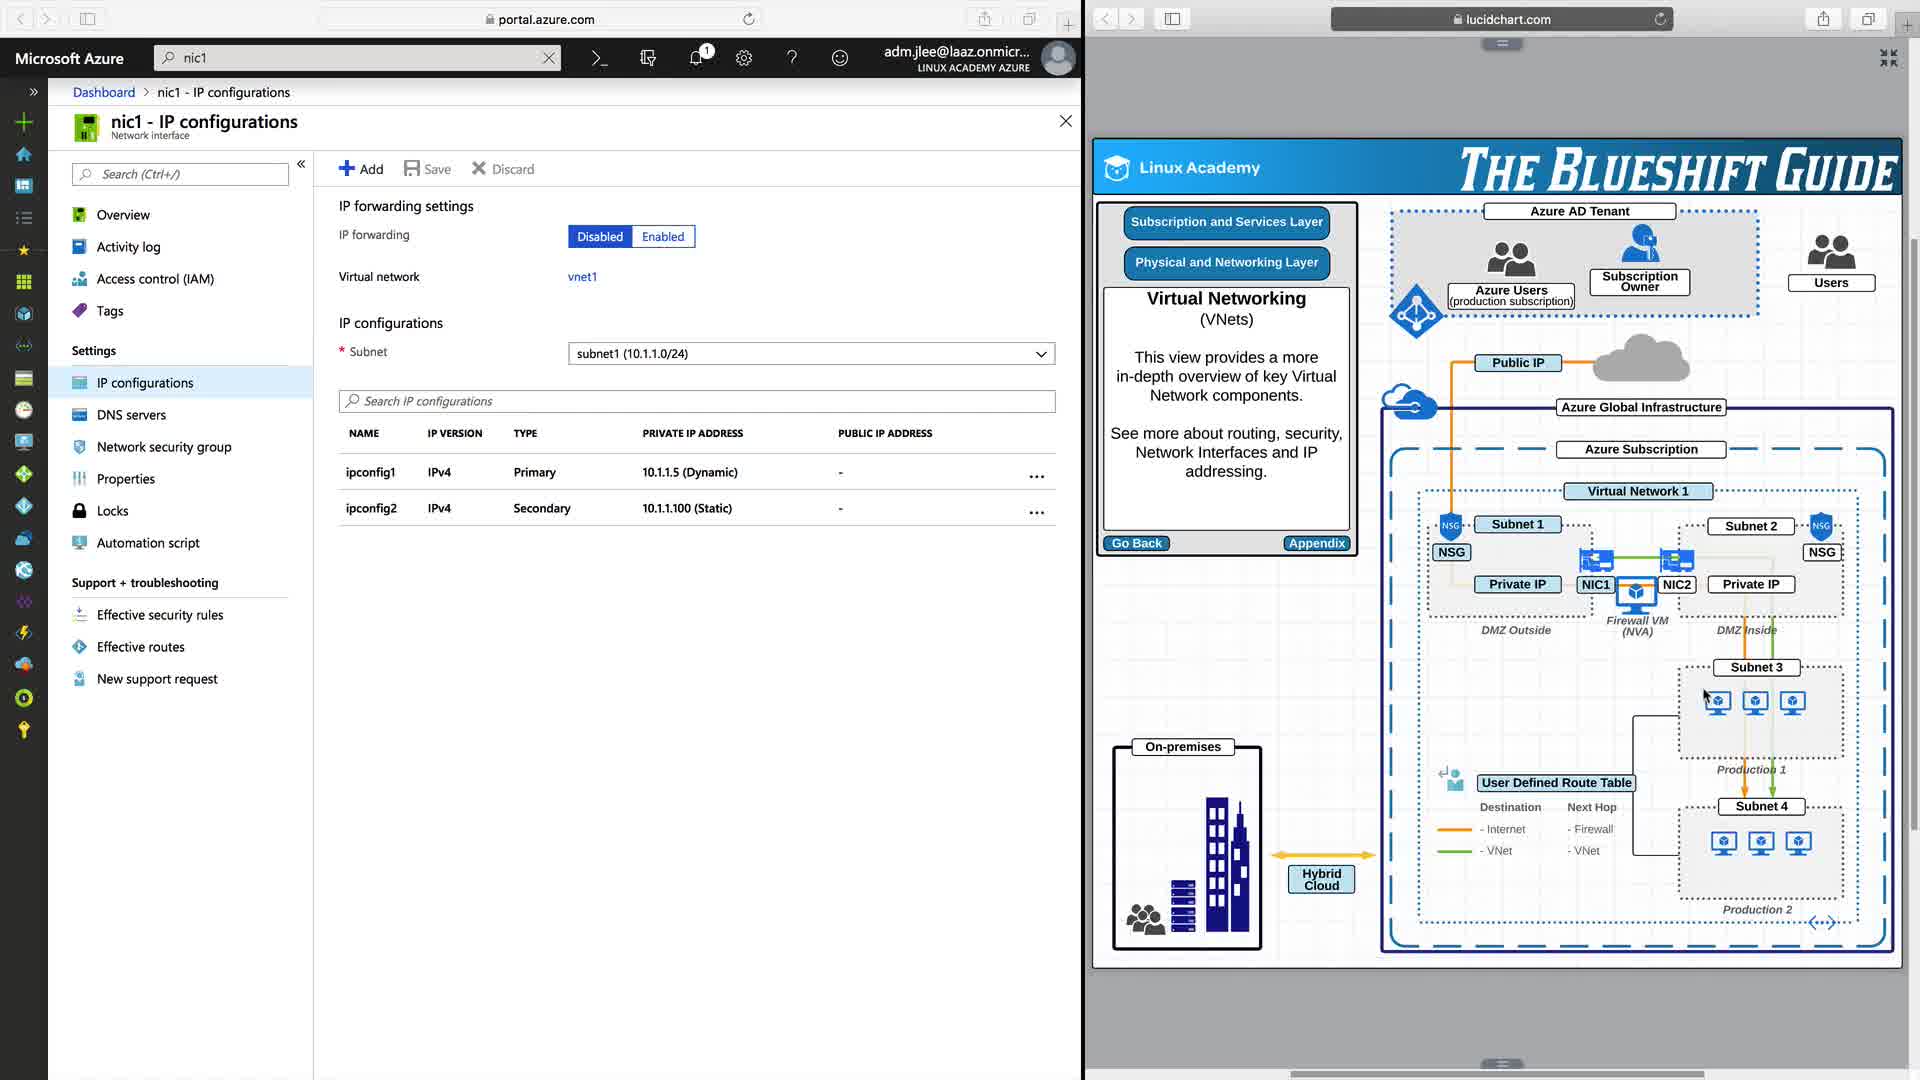 portal.azure.com
lucidchart.com
Microsoft Azure
nic1
1
adm.jlee@laaz.onmicr...
LINUX ACADEMY AZURE
Dashboard > nic1 - IP configurations
nic1 - IP configurations
Network interface
Search (Ctrl+/)
Overview
Activity log
Access control (IAM)
Tags
Settings
IP configurations
DNS servers
Network security group
Properties
Locks
Automation script
Support + troubleshooting
Effective security rules
Effective routes
New support request
Add Save Discard
IP forwarding settings
IP forwarding Disabled Enabled
Virtual network vnet1
IP configurations
* Subnet subnet1 (10.1.1.0/24)
Search IP configurations
NAME IP VERSION TYPE PRIVATE IP ADDRESS PUBLIC IP ADDRESS
ipconfig1 IPv4 Primary 10.1.1.5 (Dynamic) - ...
ipconfig2 IPv4 Secondary 10.1.1.100 (Static) - ...
Linux Academy
THE BLUESHIFT GUIDE
Subscription and Services Layer
Physical and Networking Layer
Virtual Networking
(VNets)
This view provides a more
in-depth overview of key Virtual
Network components.
See more about routing, security,
Network Interfaces and IP
addressing.
Go Back
Appendix
Azure AD Tenant
Azure Users
(production subscription)
Subscription
Owner
Users
Public IP
Azure Global Infrastructure
Azure Subscription
Virtual Network 1
NSG
Subnet 1
Subnet 2
NSG
NSG
NSG
Private IP
NIC1
NIC2
Private IP
DMZ Outside
Firewall VM
(NVA)
DMZ Inside
Subnet 3
Production 1
User Defined Route Table
Destination Next Hop
- Internet - Firewall
- VNet - VNet
Subnet 4
Production 2
On-premises
Hybrid
Cloud